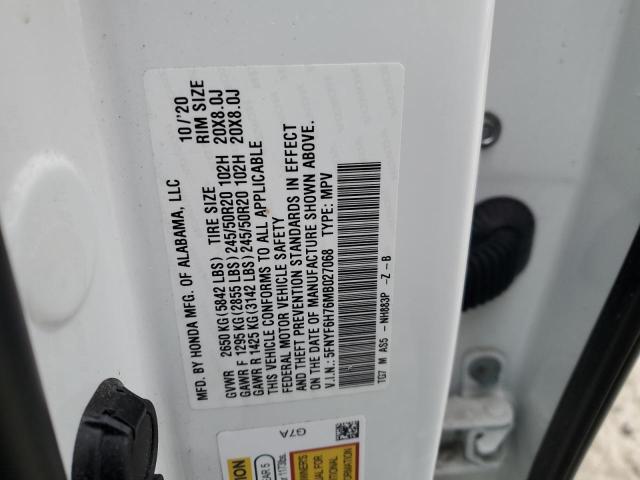 MFD. BY HONDA MFG. OF ALABAMA, LLC 10/'20
TIRE SIZE RIM SIZE
GVWR 2650 KG (5842 LBS)
GAWR F 1295 KG (2855 LBS) 245/50R20 102H 20X8.0J
GAWR R 1425 KG (3142 LBS) 245/50R20 102H 20X8.0J
THIS VEHICLE CONFORMS TO ALL APPLICABLE
FEDERAL MOTOR VEHICLE SAFETY
AND THEFT PREVENTION STANDARDS IN EFFECT
ON THE DATE OF MANUFACTURE SHOWN ABOVE.
V.I.N.: 5FNYF6H76MB027068 TYPE: MPV
TG7 M AS5 - NH883P - Z - B
G7A